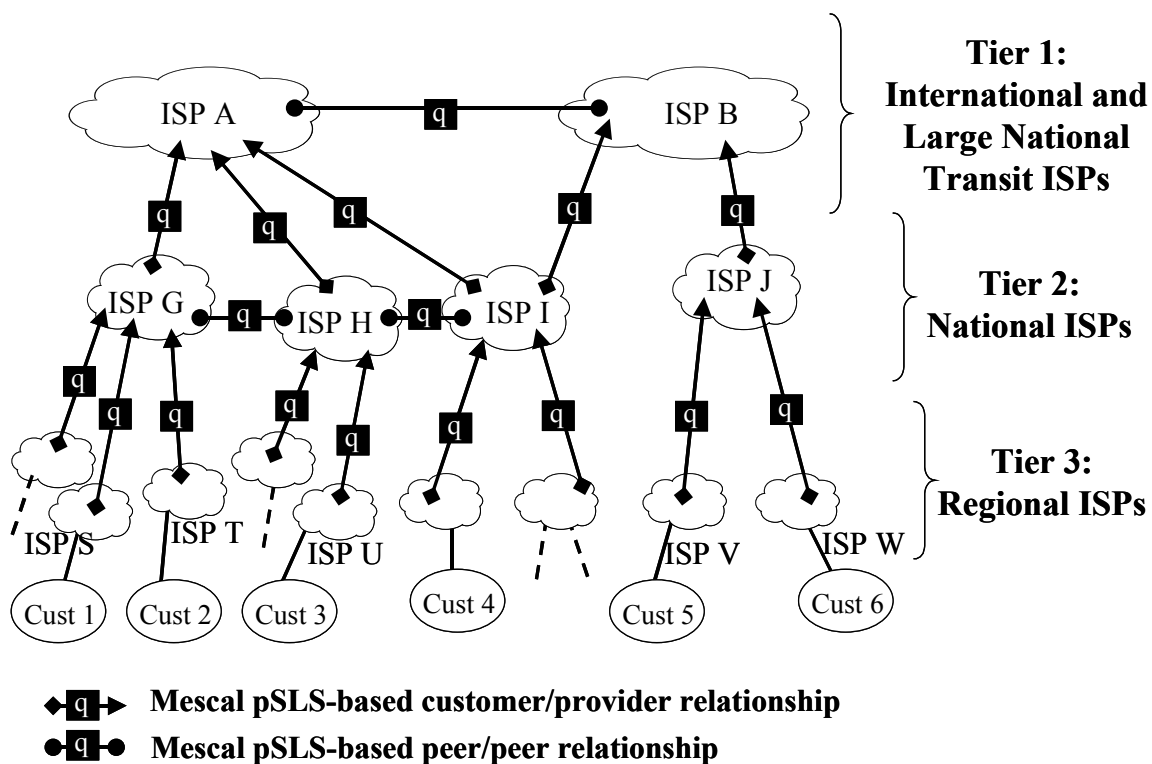 Tier 1:
International and
Large National
Transit ISPs
ISP A
q
ISP B
q
q
q
q
q
Tier 2:
National ISPs
ISP G
q
ISP H
q
ISP I
ISP J
q
q
q
q
q
q
q
q
q
Tier 3:
Regional ISPs
ISP S
ISP T
ISP U
ISP V
ISP W
Cust 1
Cust 2
Cust 3
Cust 4
Cust 5
Cust 6
q Mescal pSLS-based customer/provider relationship
q Mescal pSLS-based peer/peer relationship